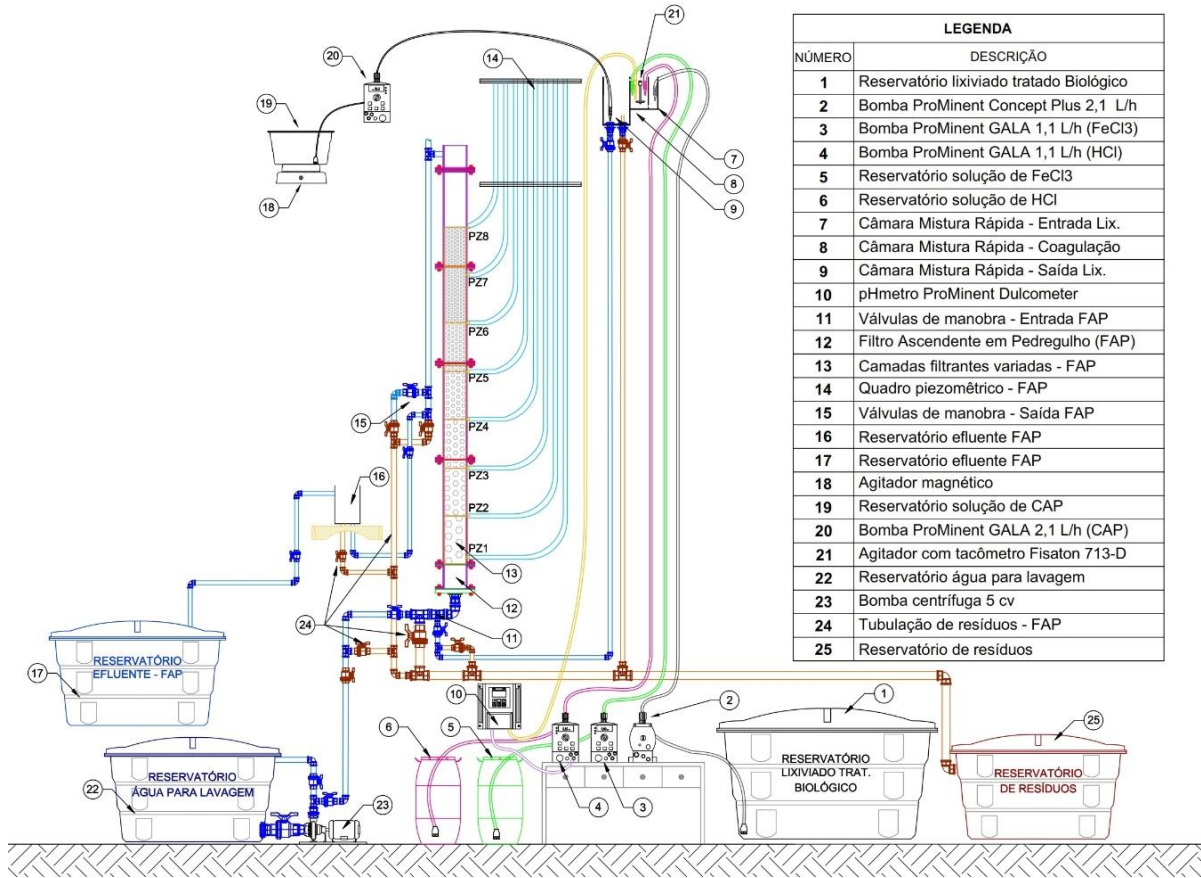 21
20
14
19
7
8
9
18
PZ8
PZ7
PZ6
PZ5
PZ4
PZ3
PZ2
PZ1
15
16
13
12
11
24
RESERVATÓRIO
EFLUENTE - FAP
17
10
2
1
25
6
5
RESERVATÓRIO
ÁGUA PARA LAVAGEM
22
23
4
3
RESERVATÓRIO
LIXIVIADO TRAT.
BIOLÓGICO
RESERVATÓRIO
DE RESÍDUOS
LEGENDA
NÚMERO DESCRIÇÃO
1 Reservatório lixiviado tratado Biológico
2 Bomba ProMinent Concept Plus 2,1 L/h
3 Bomba ProMinent GALA 1,1 L/h (FeCl3)
4 Bomba ProMinent GALA 1,1 L/h (HCl)
5 Reservatório solução de FeCl3
6 Reservatório solução de HCl
7 Câmara Mistura Rápida - Entrada Lix.
8 Câmara Mistura Rápida - Coagulação
9 Câmara Mistura Rápida - Saída Lix.
10 pHmetro ProMinent Dulcometer
11 Válvulas de manobra - Entrada FAP
12 Filtro Ascendente em Pedregulho (FAP)
13 Camadas filtrantes variadas - FAP
14 Quadro piezométrico - FAP
15 Válvulas de manobra - Saída FAP
16 Reservatório efluente FAP
17 Reservatório efluente FAP
18 Agitador magnético
19 Reservatório solução de CAP
20 Bomba ProMinent GALA 2,1 L/h (CAP)
21 Agitador com tacômetro Fisaton 713-D
22 Reservatório água para lavagem
23 Bomba centrífuga 5 cv
24 Tubulação de resíduos - FAP
25 Reservatório de resíduos